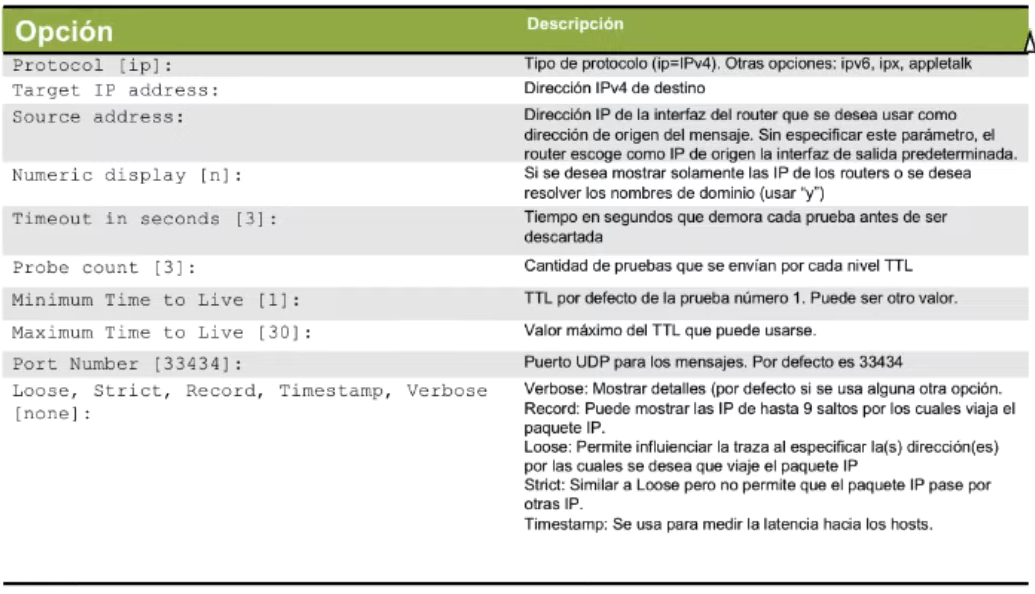 Opción Descripción
Protocol [ip]: Tipo de protocolo (ip=IPv4). Otras opciones: ipv6, ipx, appletalk
Target IP address: Dirección IPv4 de destino
Source address: Dirección IP de la interfaz del router que se desea usar como
dirección de origen del mensaje. Sin especificar este parámetro, el
router escoge como IP de origen la interfaz de salida predeterminada.
Numeric display [n]: Si se desea mostrar solamente las IP de los routers o se desea
resolver los nombres de dominio (usar “y”)
Timeout in seconds [3]: Tiempo en segundos que demora cada prueba antes de ser
descartada
Probe count [3]: Cantidad de pruebas que se envían por cada nivel TTL
Minimum Time to Live [1]: TTL por defecto de la prueba número 1. Puede ser otro valor.
Maximum Time to Live [30]: Valor máximo del TTL que puede usarse.
Port Number [33434]: Puerto UDP para los mensajes. Por defecto es 33434
Loose, Strict, Record, Timestamp, Verbose
[none]:
Verbose: Mostrar detalles (por defecto si se usa alguna otra opción.
Record: Puede mostrar las IP de hasta 9 saltos por los cuales viaja el
paquete IP.
Loose: Permite influienciar la traza al especificar la(s) dirección(es)
por las cuales se desea que viaje el paquete IP
Strict: Similar a Loose pero no permite que el paquete IP pase por
otras IP.
Timestamp: Se usa para medir la latencia hacia los hosts.